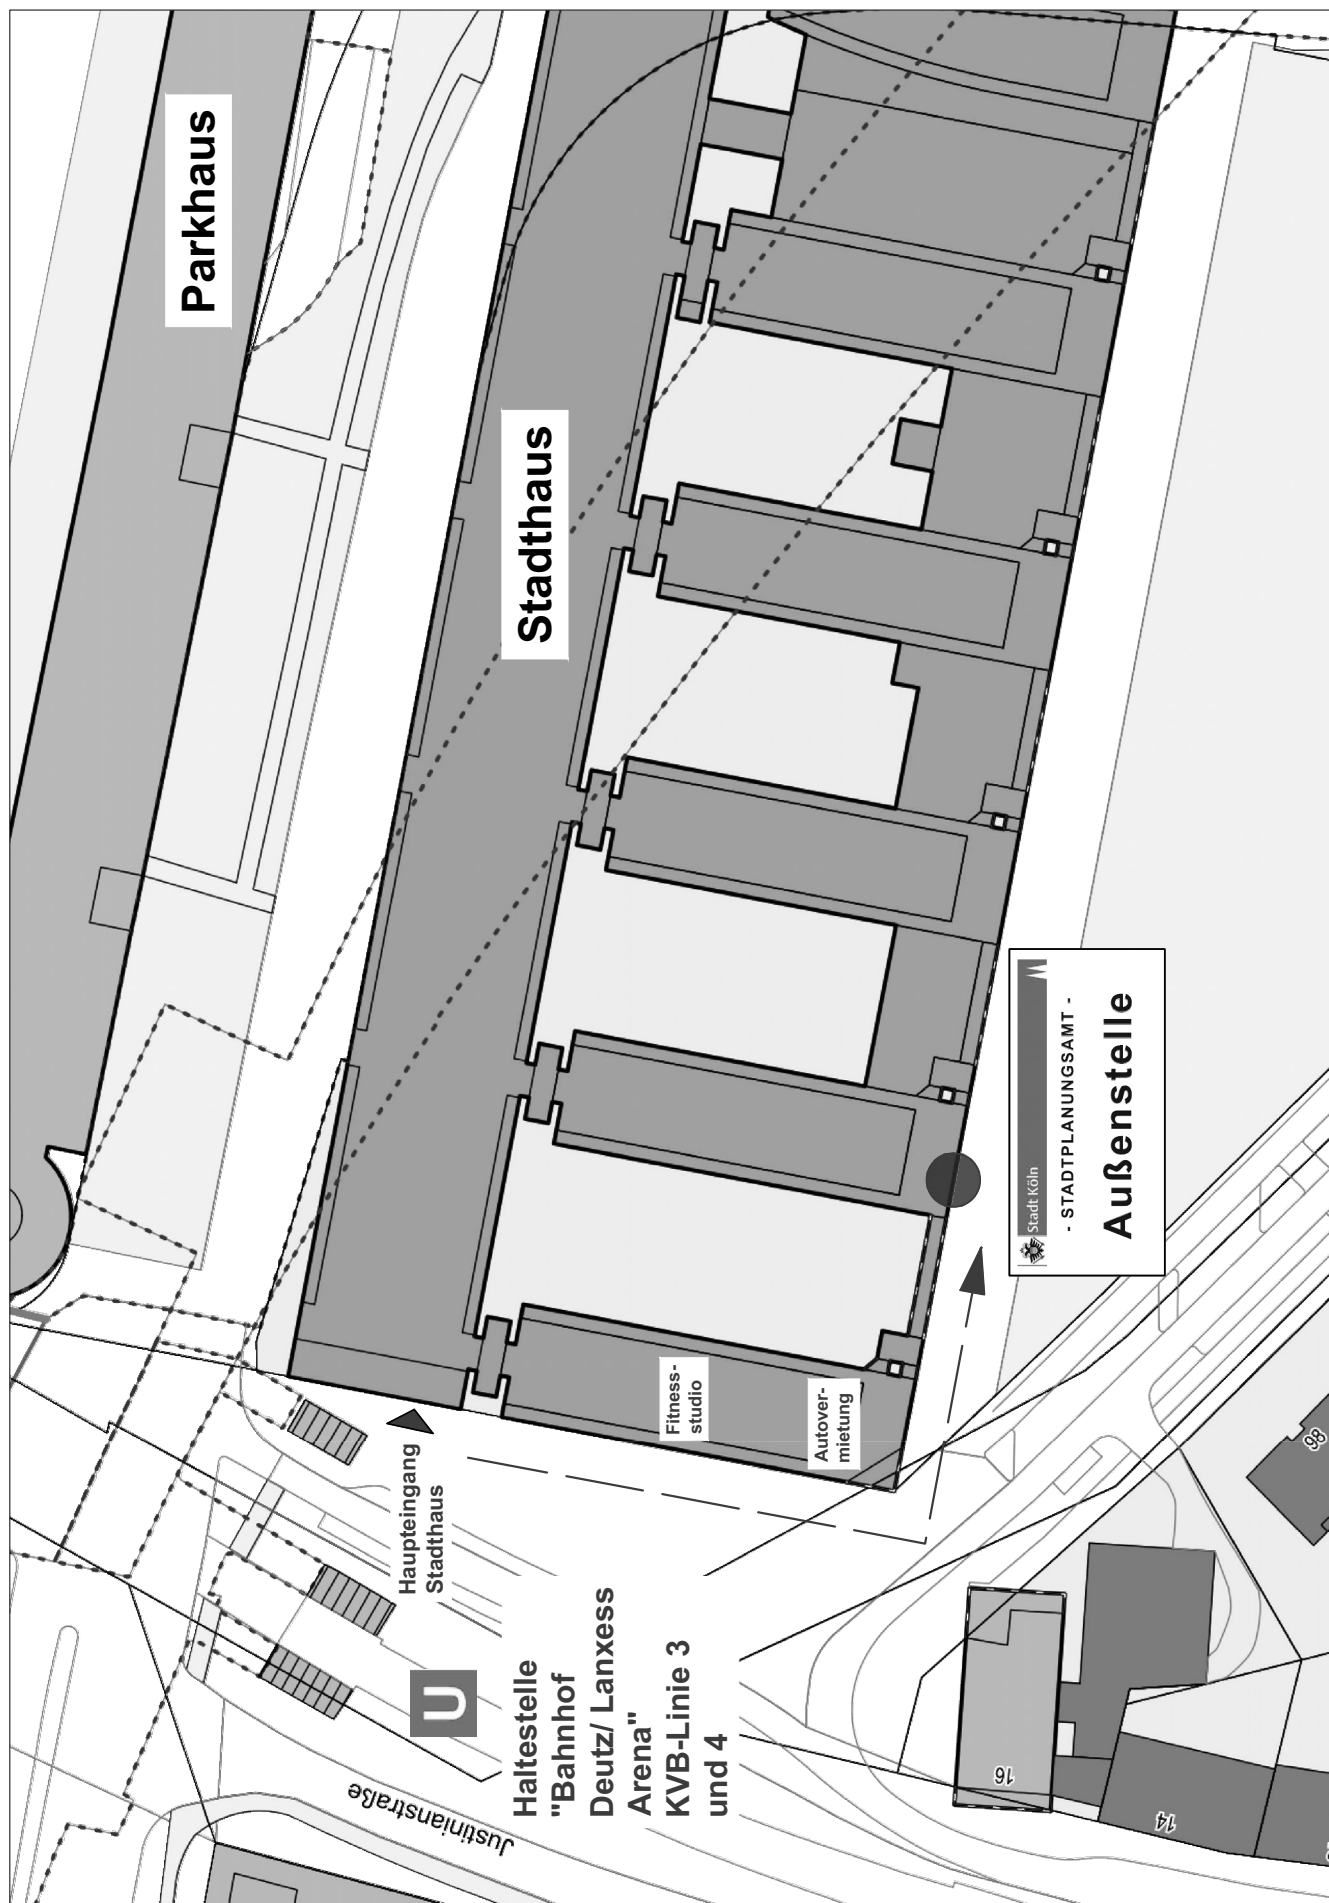 Parkhaus
Stadthaus
Haupteingang
Stadthaus
U
Haltestelle
"Bahnhof
Deutz/ Lanxess
Arena"
KVB-Linie 3
und 4
Justinianstraße
Fitness-
studio
Autover-
mietung
Stadt Köln
- STADTPLANUNGSAMT -
Außenstelle
16
14
98